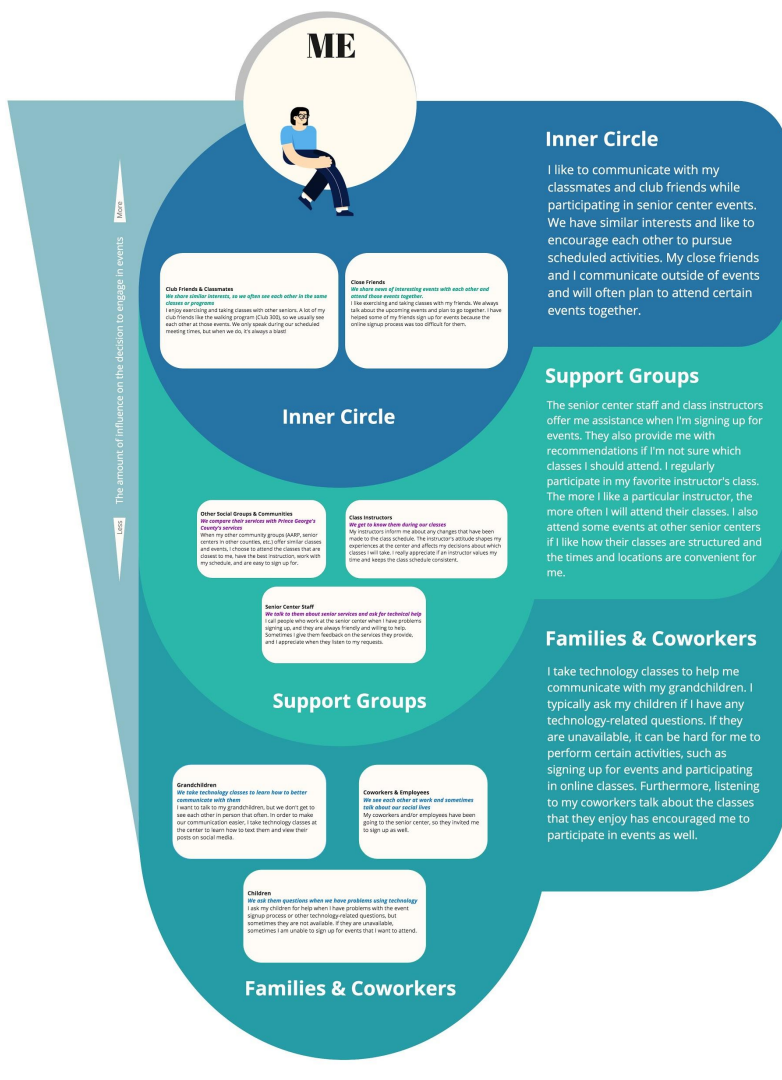 ME
Inner Circle
I like to communicate with my
classmates and club friends while
participating in senior center events.
We have similar interests and like to
encourage each other to pursue
scheduled activities. My close friends
and I communicate outside of events
and will often plan to attend certain
events together.
More
The amount of influence on the decision to engage in events
Less
Club Friends & Classmates
We share similar interests, so we often see each other in the same
classes or programs
I enjoy exercising and taking classes with other seniors. A lot of my
club friends like the walking program (Club 300), so we usually see
each other at those events. We only speak during our scheduled
meeting times, but when we do, it's always a blast!
Close Friends
We share news of interesting events with each other and
attend those events together.
I like exercising and taking classes with my friends. We always
talk about the upcoming events and plan to go together. I have
helped some of my friends sign up for events because the
online signup process was too difficult for them.
Inner Circle
Support Groups
The senior center staff and class instructors
offer me assistance when I'm signing up for
events. They also provide me with
recommendations if I'm not sure which
classes I should attend. I regularly
participate in my favorite instructor's class.
The more I like a particular instructor, the
more often I will attend their classes. I also
attend some events at other senior centers
if I like how their classes are structured and
the times and locations are convenient for
me.
Other Social Groups & Communities
We compare their services with Prince George's
County's services
When my other community groups (AARP, senior
centers in other counties, etc.) offer similar classes
and events, I choose to attend the classes that are
closest to me, have the best instruction, work with
my schedule, and are easy to sign up for.
Class Instructors
We get to know them during our classes
My instructors inform me about any changes that have been
made to the class schedule. The instructor's attitude shapes my
experiences at the center and affects my decisions about which
classes I will take. I really appreciate if an instructor values my
time and keeps the class schedule consistent.
Senior Center Staff
We talk to them about senior services and ask for technical help
I call people who work at the senior center when I have problems
signing up, and they are always friendly and willing to help.
Sometimes I give them feedback on the services they provide,
and I appreciate when they listen to my requests.
Support Groups
Families & Coworkers
I take technology classes to help me
communicate with my grandchildren. I
typically ask my children if I have any
technology-related questions. If they
are unavailable, it can be hard for me to
perform certain activities, such as
signing up for events and participating
in online classes. Furthermore, listening
to my coworkers talk about the classes
that they enjoy has encouraged me to
participate in events as well.
Grandchildren
We take technology classes to learn how to better
communicate with them
I want to talk to my grandchildren, but we don't get to
see each other in person that often. In order to make
our communication easier, I take technology classes at
the center to learn how to text them and view their
posts on social media.
Coworkers & Employees
We see each other at work and sometimes
talk about our social lives
My coworkers and/or employees have been
going to the senior center, so they invited me
to sign up as well.
Children
We ask them questions when we have problems using technology
I ask my children for help when I have problems with the event
signup process or other technology-related questions, but
sometimes they are not available. If they are unavailable,
sometimes I am unable to sign up for events that I want to attend.
Families & Coworkers